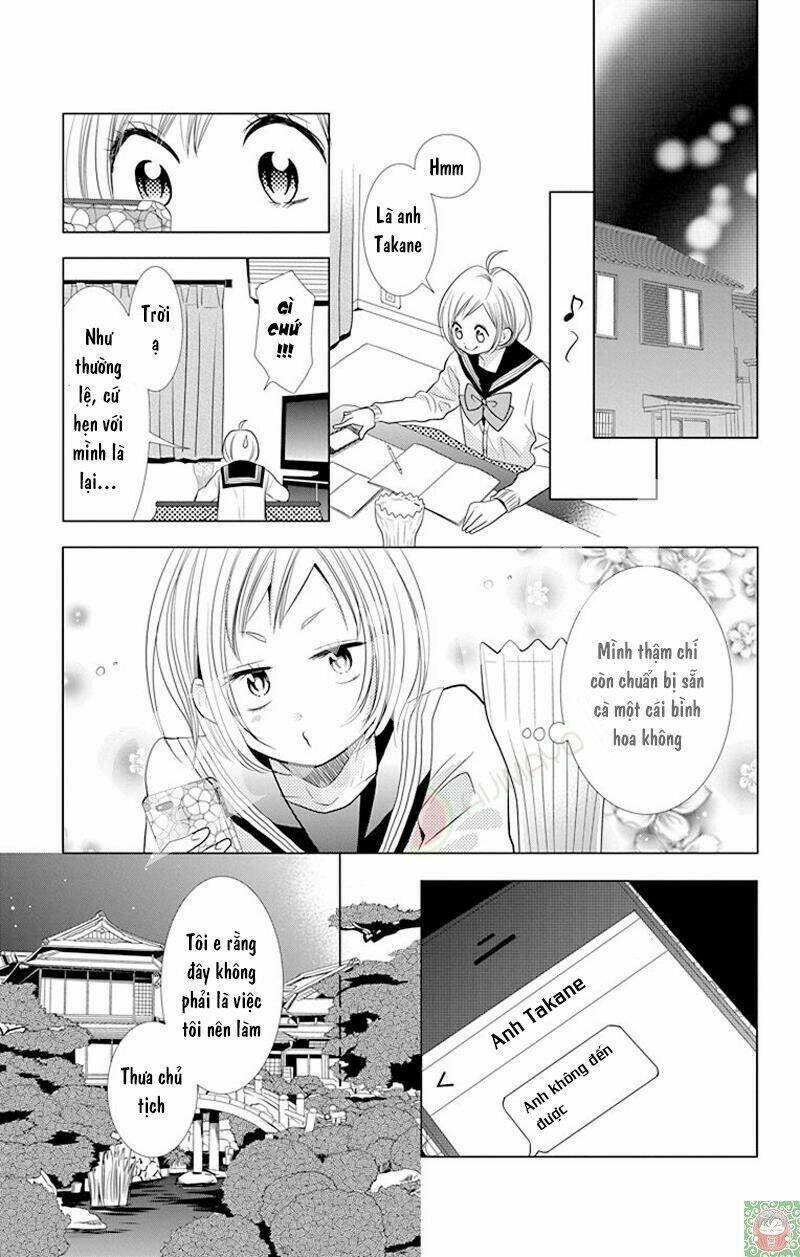 Hmm
Là anh
Takane
GÌ
CHỨ
!!!
Trời
ạ
Như
thường
lệ, cứ
hẹn với
mình là
lại...
Mình thậm chí
còn chuẩn bị sẵn
cà một cái bình
hoa không
Anh Takane
Anh không đến
được
Tôi e rằng
đây không
phải là việc
tôi nên làm
Thưa chủ
tịch